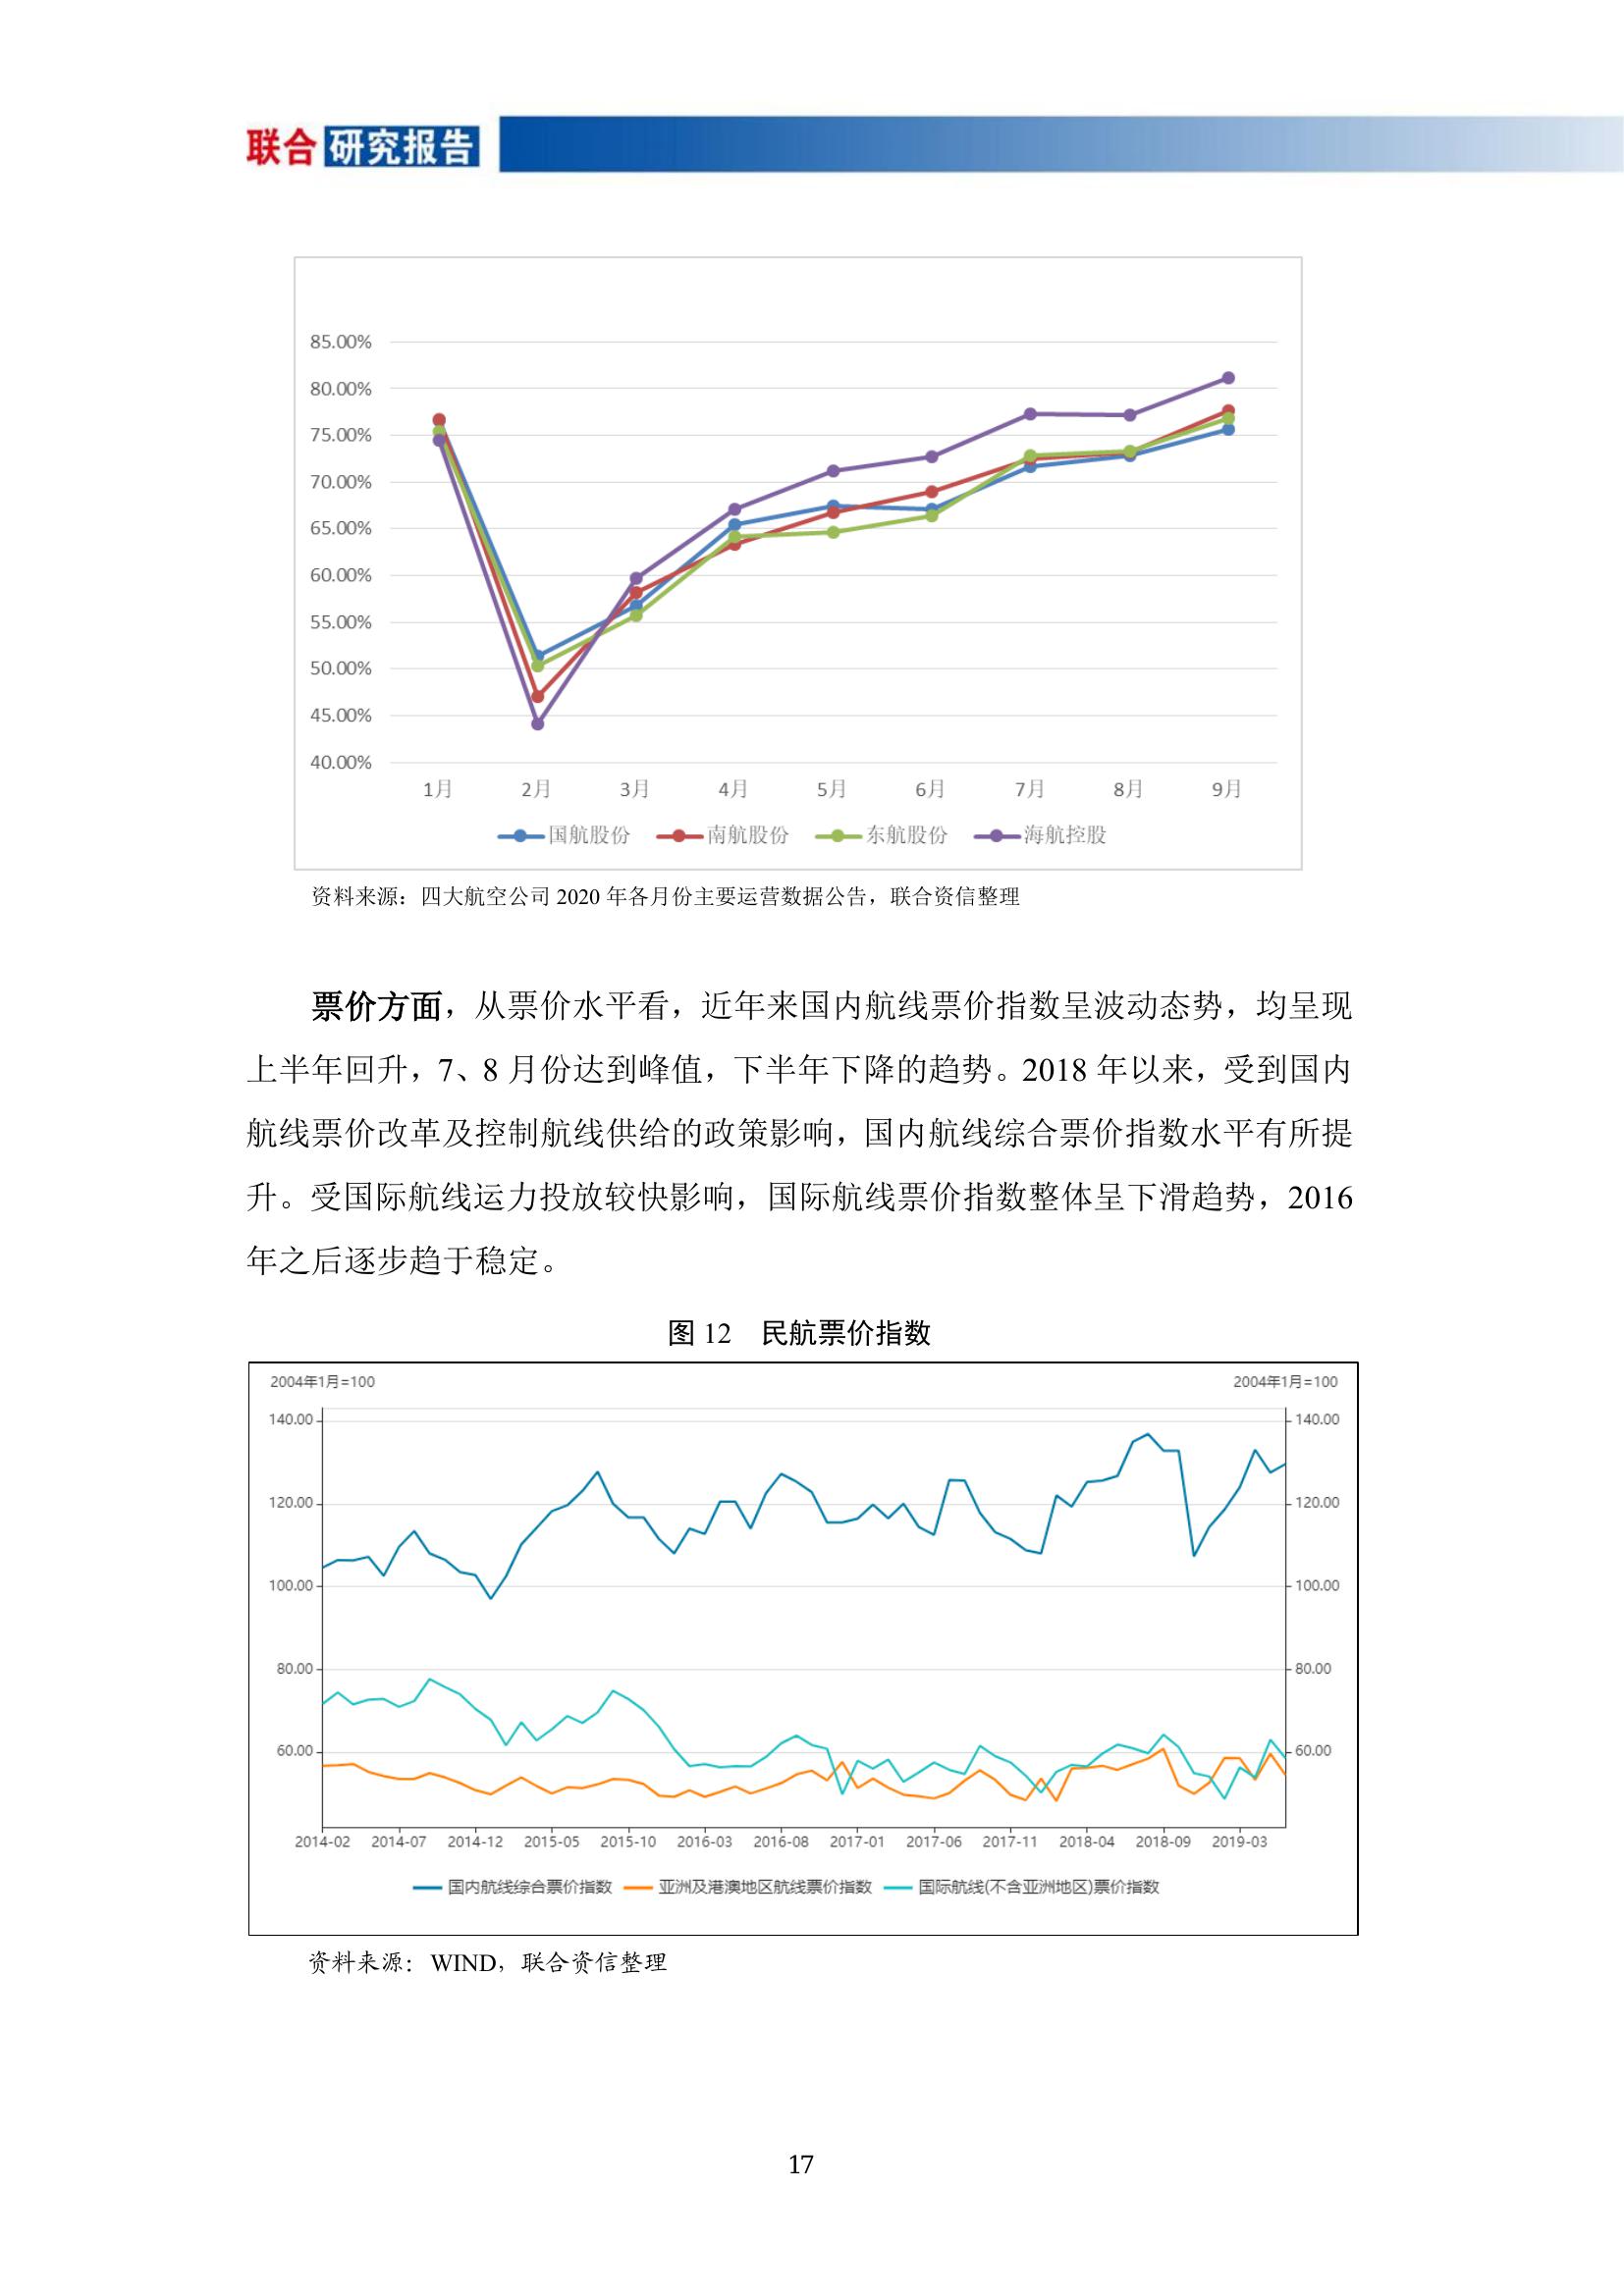 联合研究报告
85.00%
80.00%
75.00%
70.00%
65.00%
60.00%
55.00%
50.00%
45.00%
40.00%
1月 2月 3月 4月 5月 6月 7月 8月 9月
国航股份 南航股份 东航股份 海航控股
资料来源：四大航空公司 2020 年各月份主要运营数据公告，联合资信整理
票价方面，从票价水平看，近年来国内航线票价指数呈波动态势，均呈现
上半年回升，7、8 月份达到峰值，下半年下降的趋势。2018 年以来，受到国内
航线票价改革及控制航线供给的政策影响，国内航线综合票价指数水平有所提
升。受国际航线运力投放较快影响，国际航线票价指数整体呈下滑趋势，2016
年之后逐步趋于稳定。
图 12 民航票价指数
2004年1月=100 2004年1月=100
140.00 140.00
120.00 120.00
100.00 100.00
80.00 80.00
60.00 60.00
2014-02 2014-07 2014-12 2015-05 2015-10 2016-03 2016-08 2017-01 2017-06 2017-11 2018-04 2018-09 2019-03
国内航线综合票价指数 亚洲及港澳地区航线票价指数 国际航线(不含亚洲地区)票价指数
资料来源：WIND，联合资信整理
17